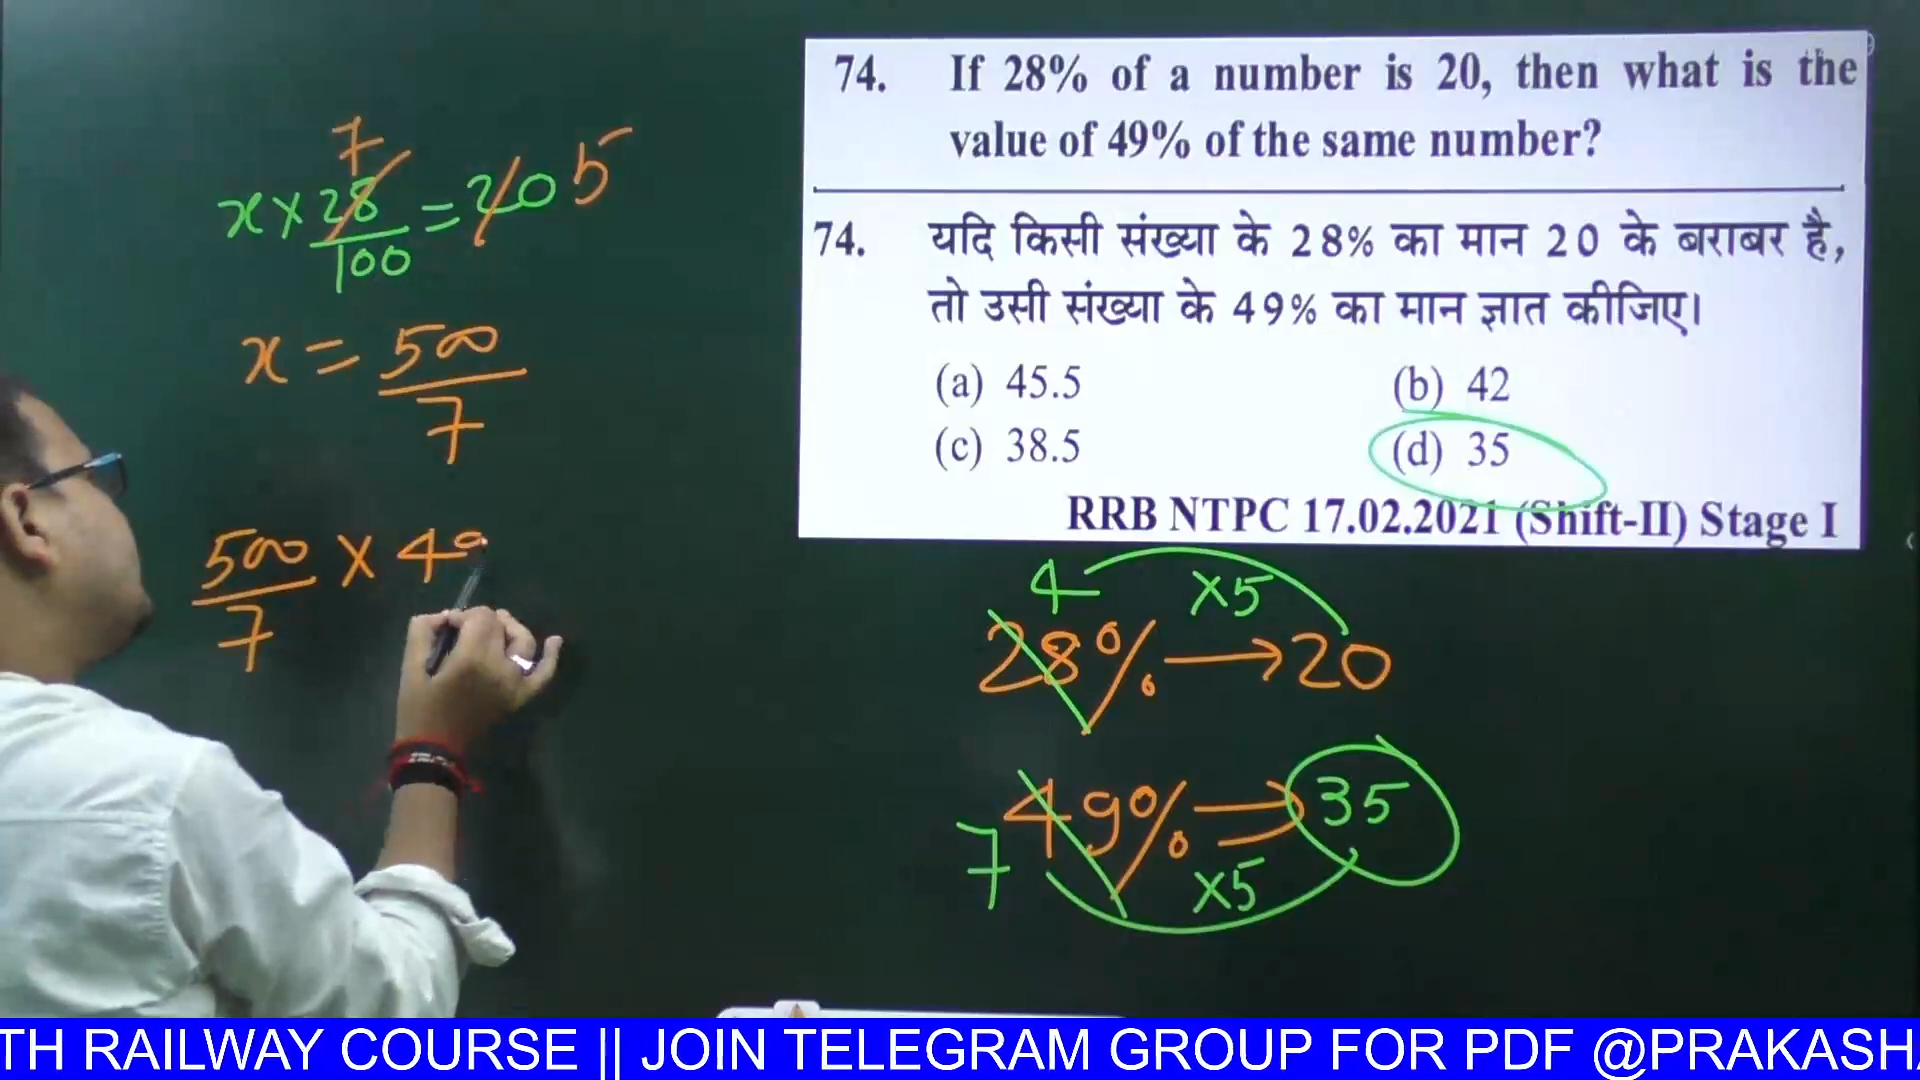 74. If 28% of a number is 20, then what is the
value of 49% of the same number?
74. यदि किसी संख्या के 28% का मान 20 के बराबर है,
तो उसी संख्या के 49% का मान ज्ञात कीजिए।
(a) 45.5 (b) 42
(c) 38.5 (d) 35
RRB NTPC 17.02.2021 (Shift-II) Stage I
7
x × 28/100 = 20 5
x = 500/7
500/7 × 49
4 ×5
28% → 20
49% ⇒ 35
7 ×5
TH RAILWAY COURSE || JOIN TELEGRAM GROUP FOR PDF @PRAKASH